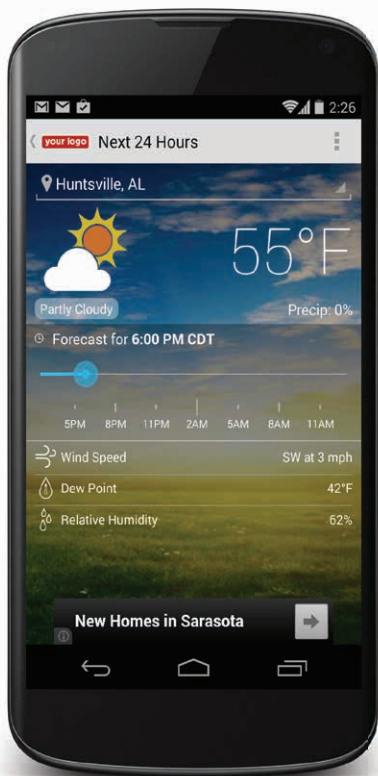 2:26
your logo Next 24 Hours
Huntsville, AL
55°F
Partly Cloudy Precip: 0%
Forecast for 6:00 PM CDT
5PM 8PM 11PM 2AM 5AM 8AM 11AM
Wind Speed SW at 3 mph
Dew Point 42°F
Relative Humidity 62%
New Homes in Sarasota